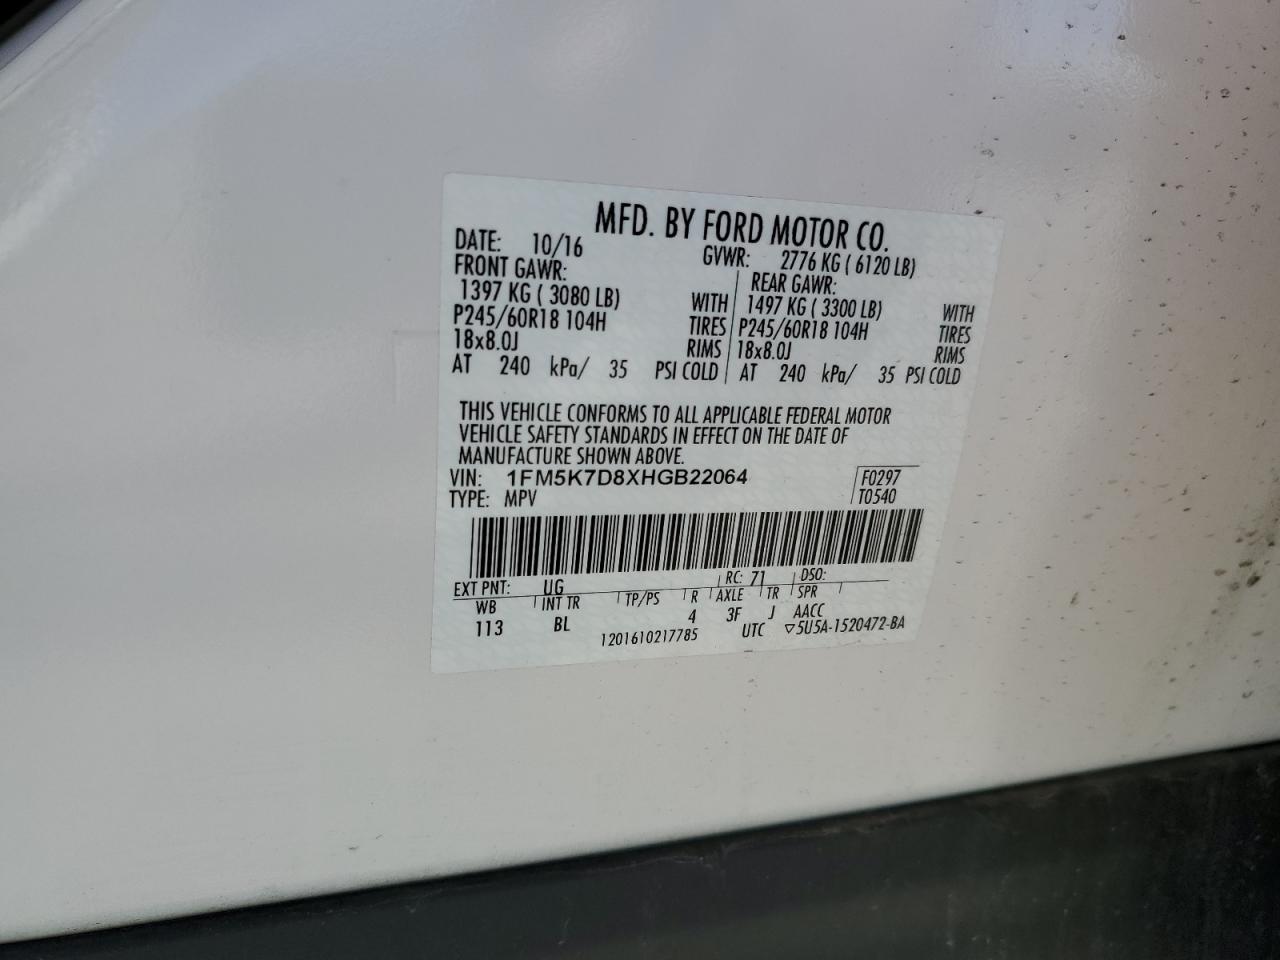 MFD. BY FORD MOTOR CO.
DATE: 10/16 GVWR: 2776 KG ( 6120 LB)
FRONT GAWR: REAR GAWR:
1397 KG ( 3080 LB) WITH 1497 KG ( 3300 LB) WITH
P245/60R18 104H TIRES P245/60R18 104H TIRES
18x8.0J RIMS 18x8.0J RIMS
AT 240 kPa/ 35 PSI COLD AT 240 kPa/ 35 PSI COLD
THIS VEHICLE CONFORMS TO ALL APPLICABLE FEDERAL MOTOR
VEHICLE SAFETY STANDARDS IN EFFECT ON THE DATE OF
MANUFACTURE SHOWN ABOVE.
VIN: 1FM5K7D8XHGB22064 F0297
TYPE: MPV T0540
EXT PNT: UG RC: 71 DSO:
WB INT TR TP/PS R AXLE TR SPR
113 BL 4 3F J AACC
1201610217785 UTC ▽5U5A-1520472-BA